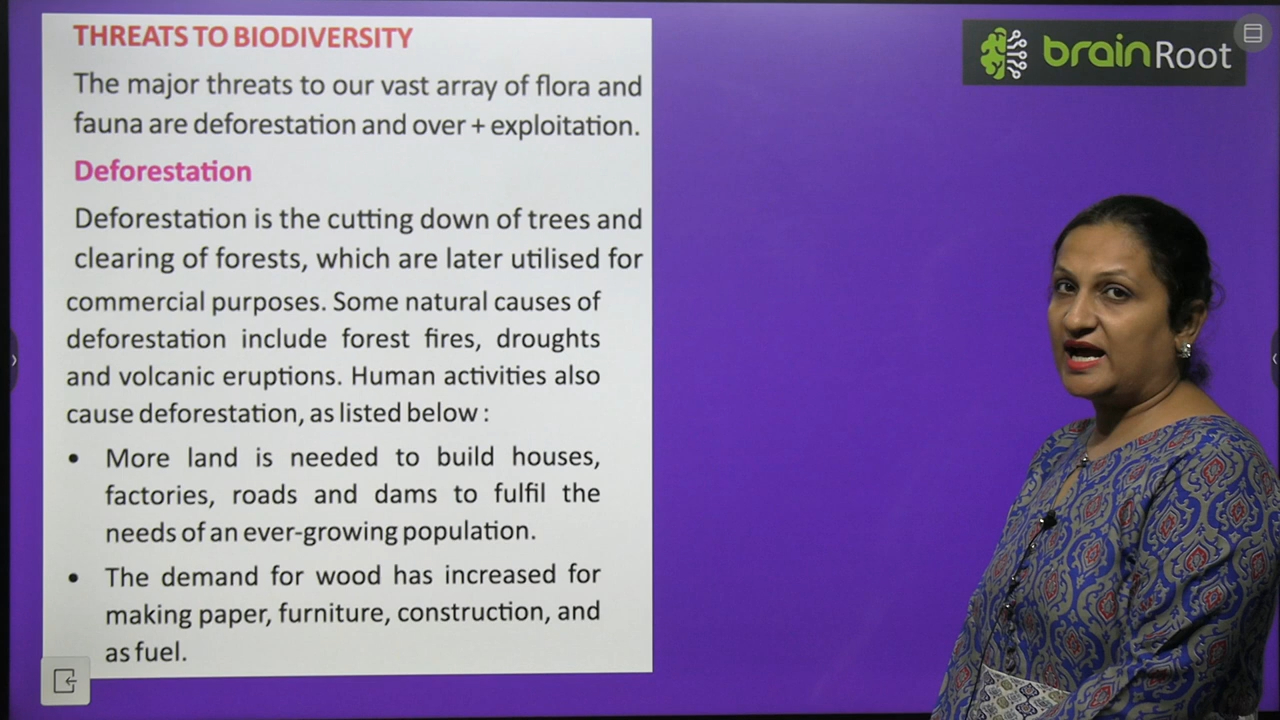 THREATS TO BIODIVERSITY
The major threats to our vast array of flora and
fauna are deforestation and over + exploitation.
Deforestation
Deforestation is the cutting down of trees and
clearing of forests, which are later utilised for
commercial purposes. Some natural causes of
deforestation include forest fires, droughts
and volcanic eruptions. Human activities also
cause deforestation, as listed below :
• More land is needed to build houses,
factories, roads and dams to fulfil the
needs of an ever-growing population.
• The demand for wood has increased for
making paper, furniture, construction, and
as fuel.
brainRoot